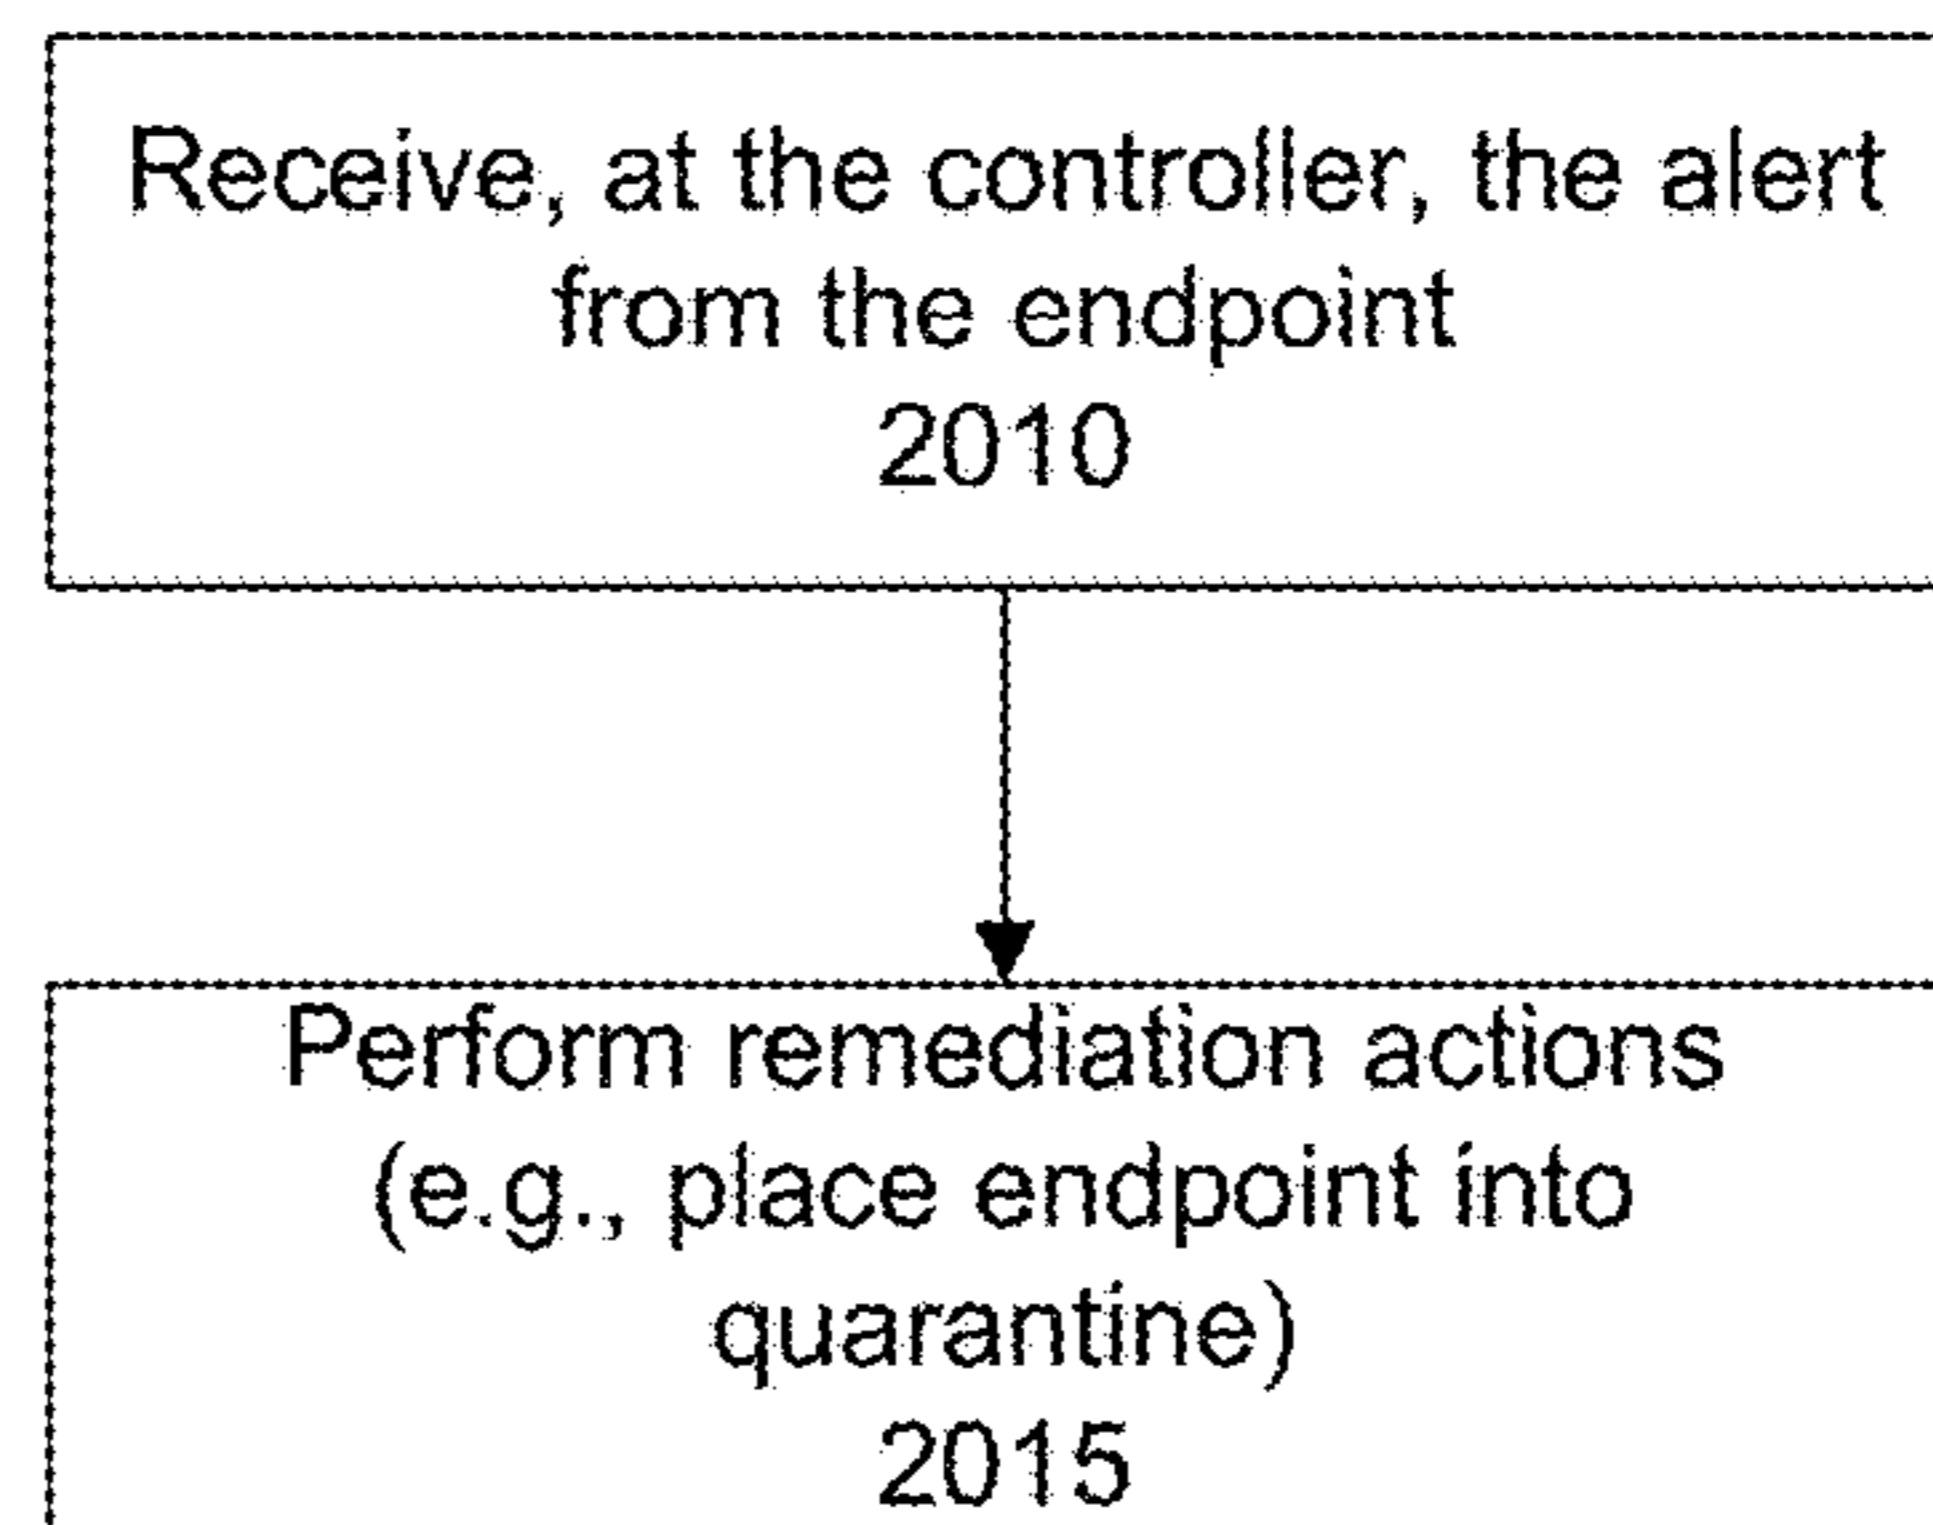 Receive, at the controller, the alert
from the endpoint
2010
Perform remediation actions
(e.g., place endpoint into
quarantine)
2015